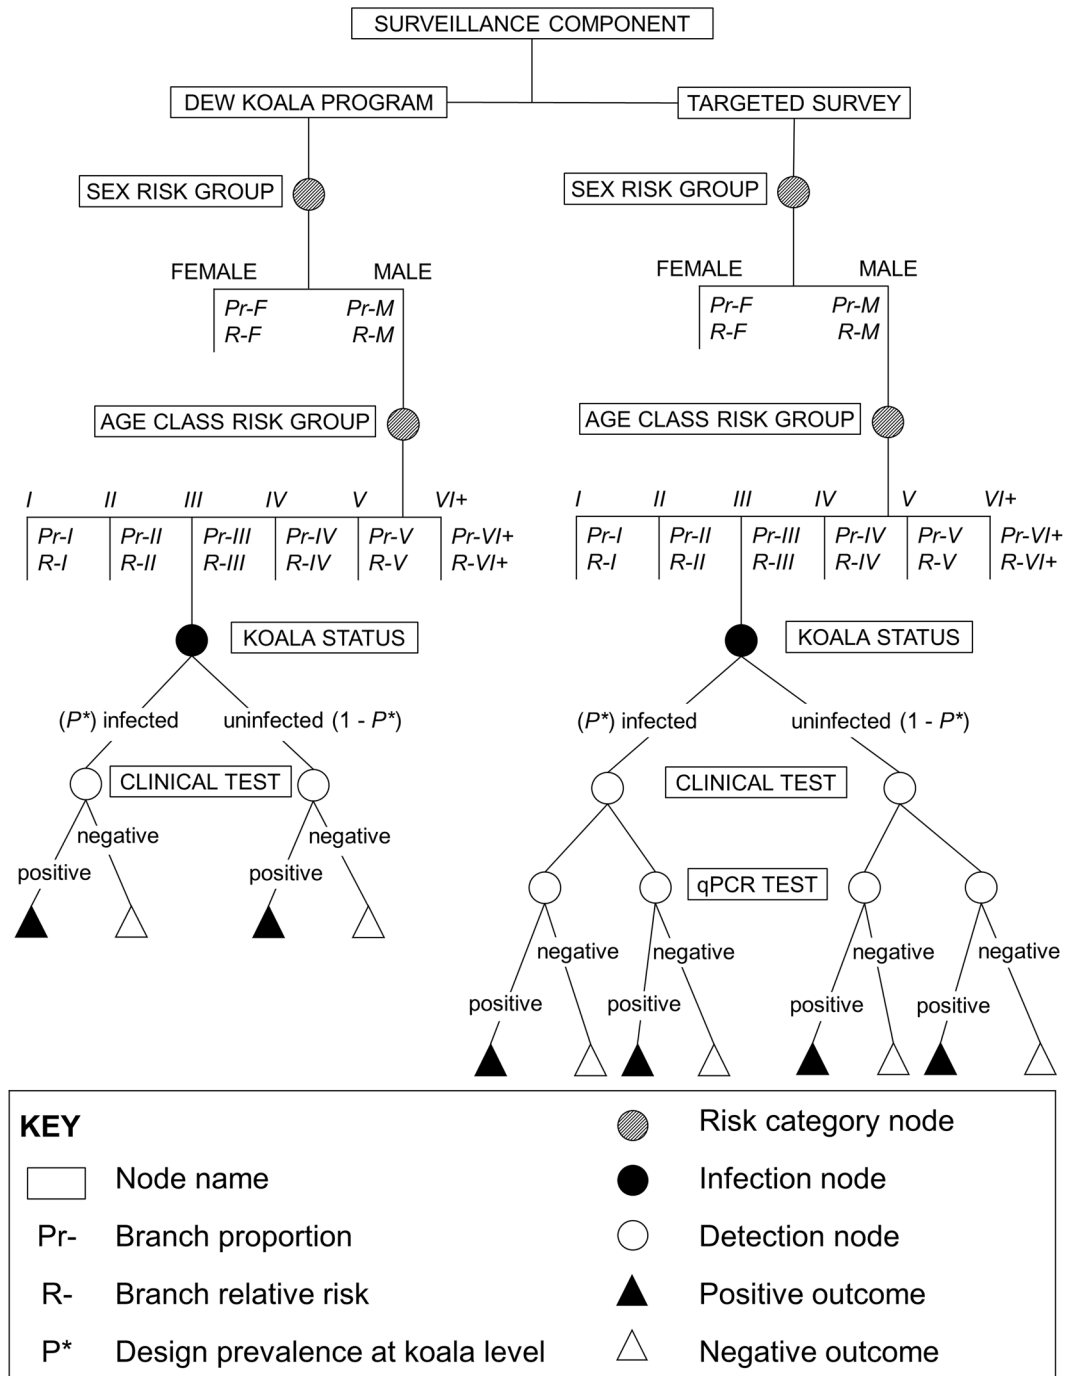 SURVEILLANCE COMPONENT
DEW KOALA PROGRAM
TARGETED SURVEY
SEX RISK GROUP
SEX RISK GROUP
FEMALE MALE
FEMALE MALE
Pr-F Pr-M
R-F R-M
Pr-F Pr-M
R-F R-M
AGE CLASS RISK GROUP
AGE CLASS RISK GROUP
I II III IV V VI+
Pr-I Pr-II Pr-III Pr-IV Pr-V Pr-VI+
R-I R-II R-III R-IV R-V R-VI+
I II III IV V VI+
Pr-I Pr-II Pr-III Pr-IV Pr-V Pr-VI+
R-I R-II R-III R-IV R-V R-VI+
KOALA STATUS
KOALA STATUS
(P*) infected uninfected (1 - P*)
(P*) infected uninfected (1 - P*)
CLINICAL TEST
CLINICAL TEST
negative negative
positive positive
qPCR TEST
negative negative negative negative
positive positive positive positive
KEY
Node name
Pr- Branch proportion
R- Branch relative risk
P* Design prevalence at koala level
Risk category node
Infection node
Detection node
Positive outcome
Negative outcome